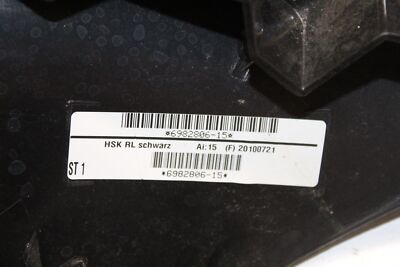 *6982806-15*
HSK RL schwarz Ai:15 (F) 20100721
*6982806-15*
ST 1